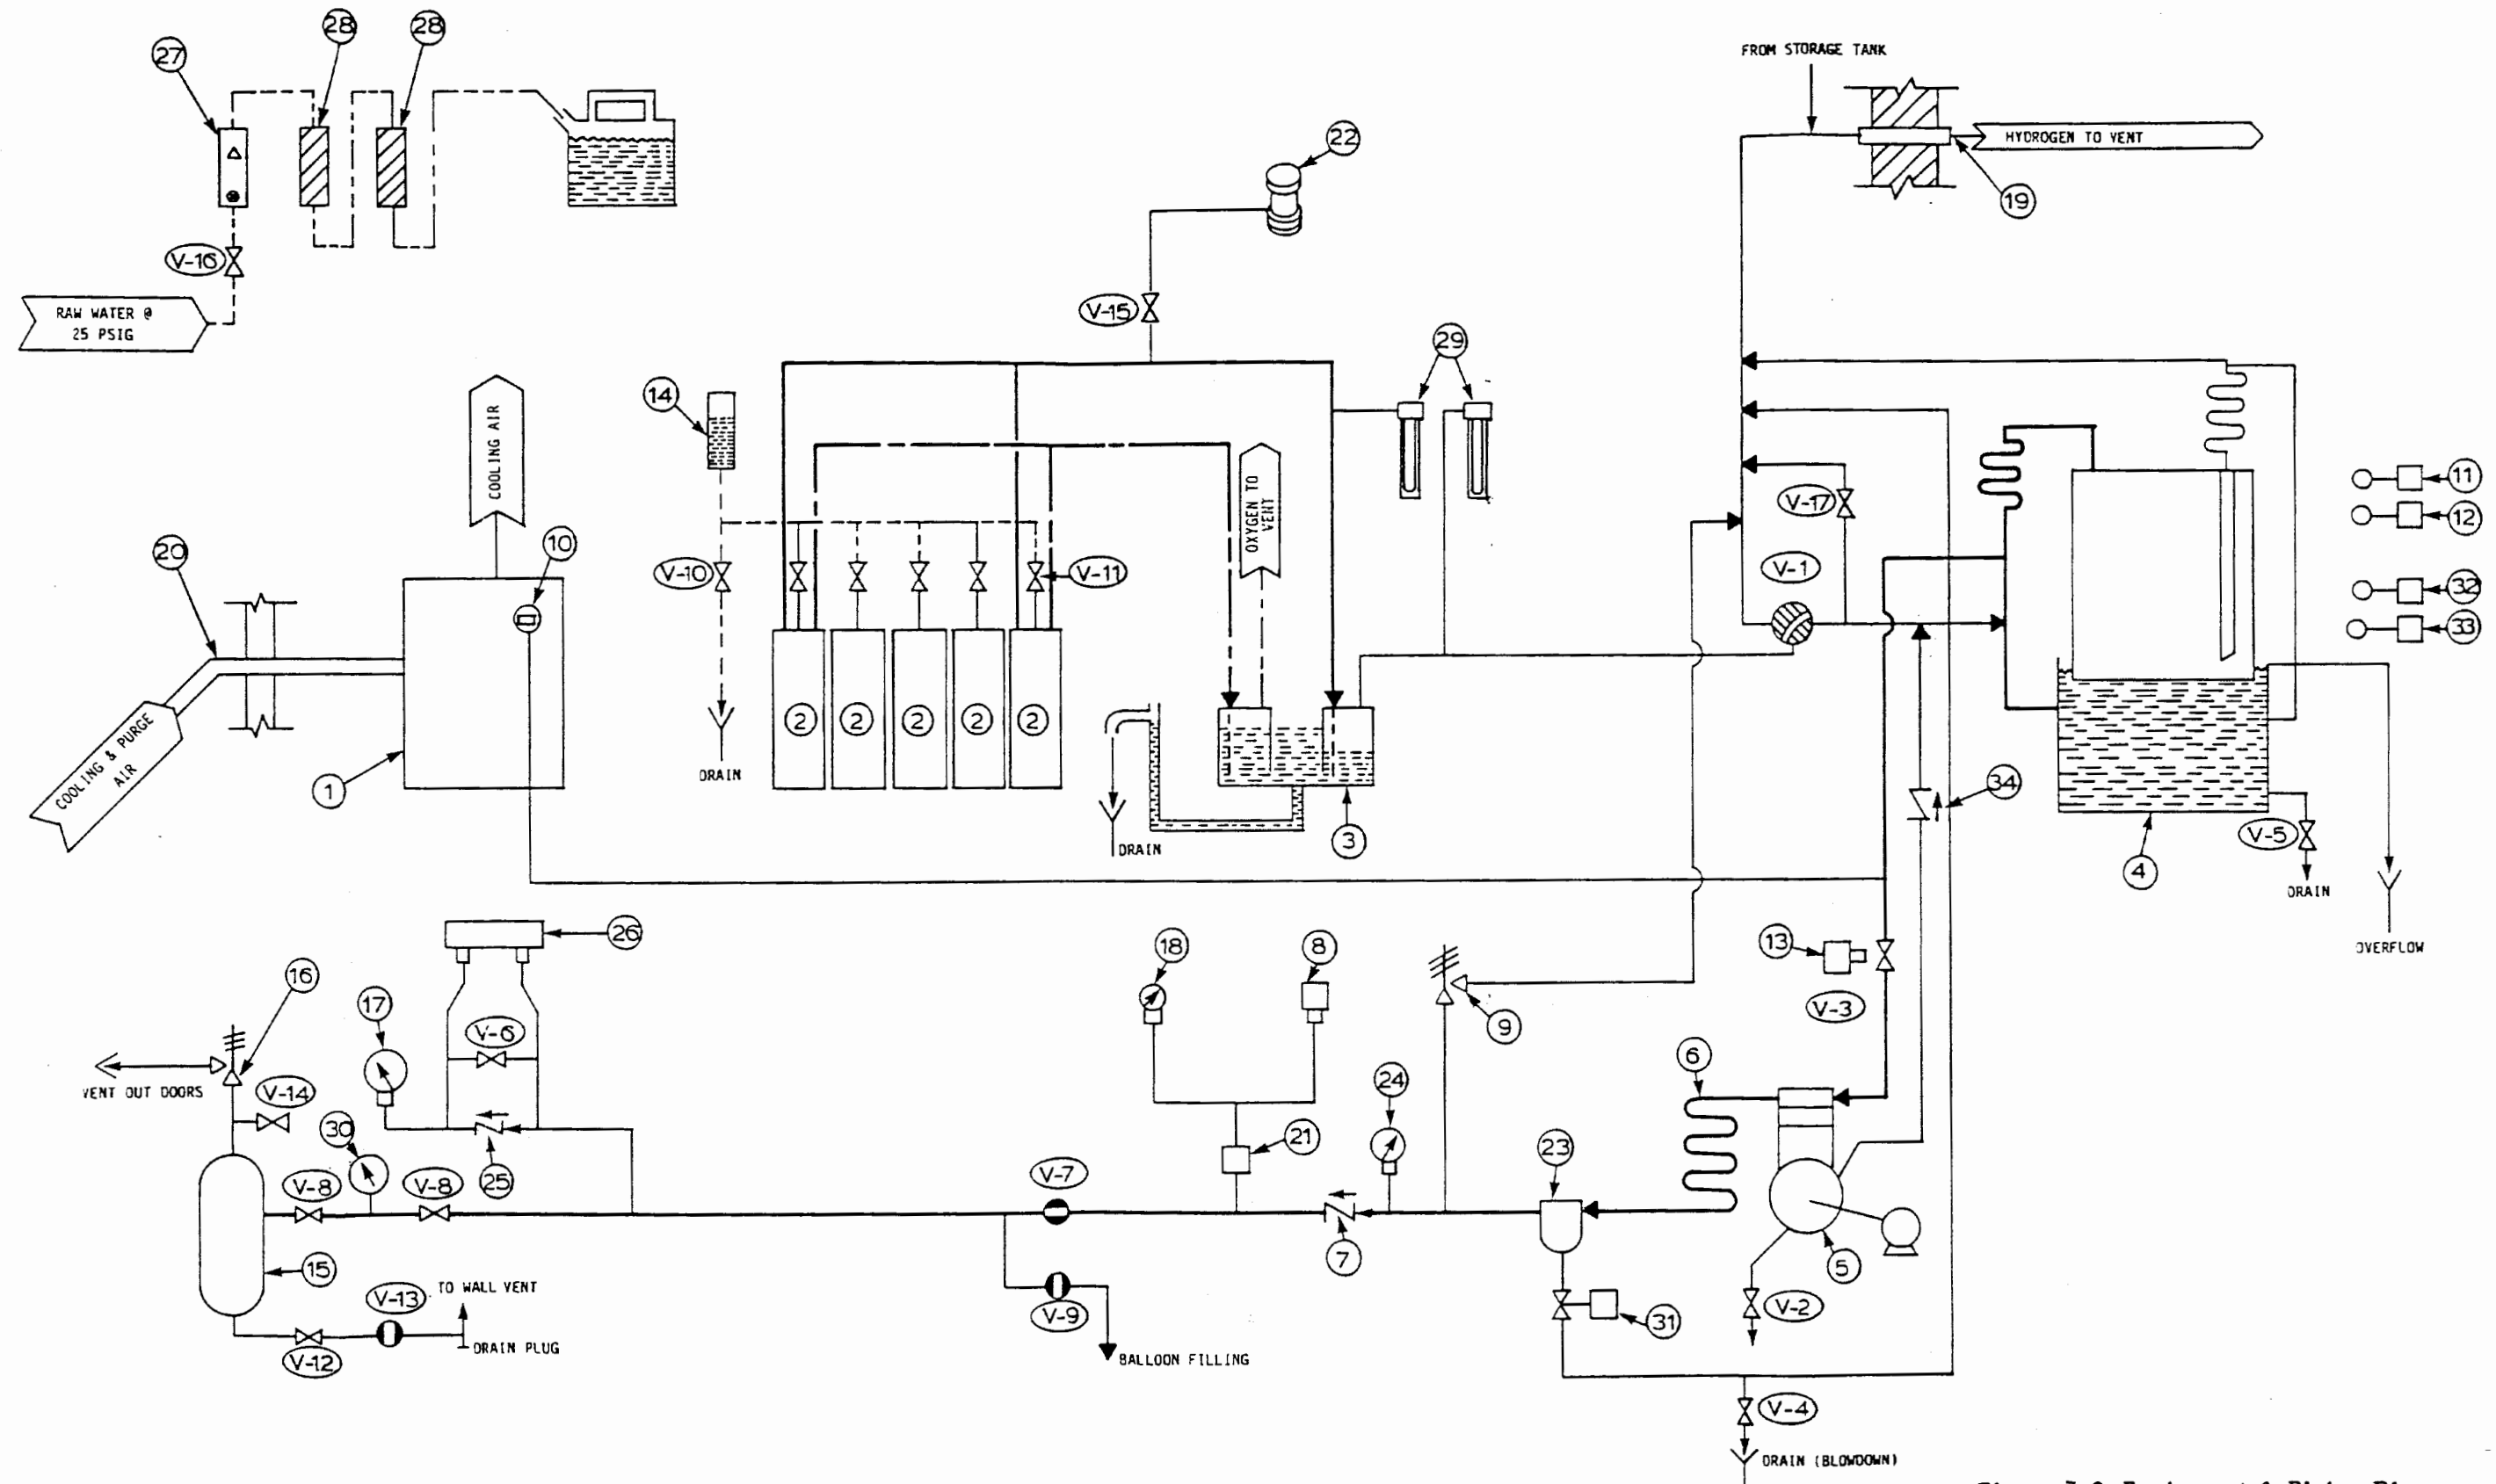 28
28
27
FROM STORAGE TANK
HYDROGEN TO VENT
22
19
V-16
RAW WATER @
25 PSIG
V-15
29
14
COOLING AIR
OXYGEN TO
VENT
11
12
V-17
20
10
V-10
V-11
V-1
32
33
2
2
2
2
2
COOLING & PURGE
AIR
1
DRAIN
3
DRAIN
34
V-5
4
DRAIN
26
18
8
13
OVERFLOW
16
17
V-6
9
V-3
6
24
VENT OUT DOORS
V-14
30
21
23
V-8
V-8
25
V-7
7
5
15
TO WALL VENT
V-13
V-9
31
V-2
DRAIN PLUG
V-12
BALLOON FILLING
V-4
DRAIN (BLOWDOWN)